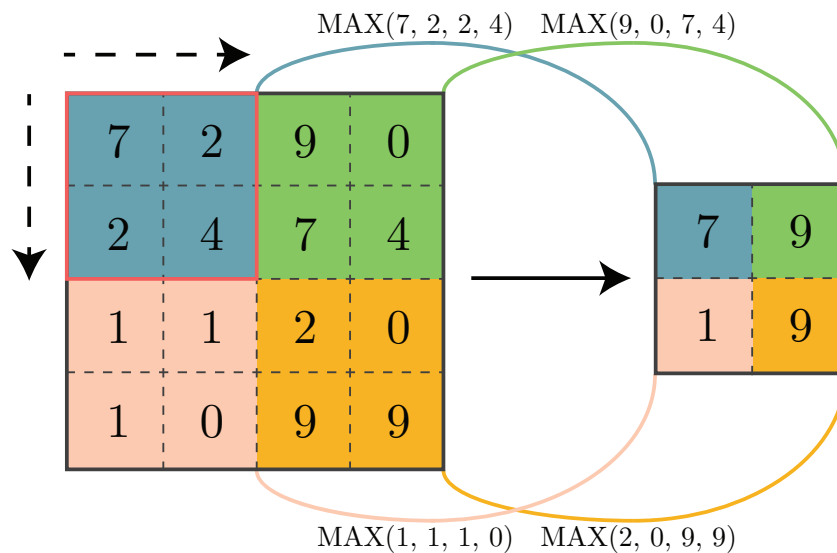 MAX(7, 2, 2, 4) MAX(9, 0, 7, 4)
7 2 9 0
2 4 7 4
1 1 2 0
1 0 9 9
7 9
1 9
MAX(1, 1, 1, 0) MAX(2, 0, 9, 9)